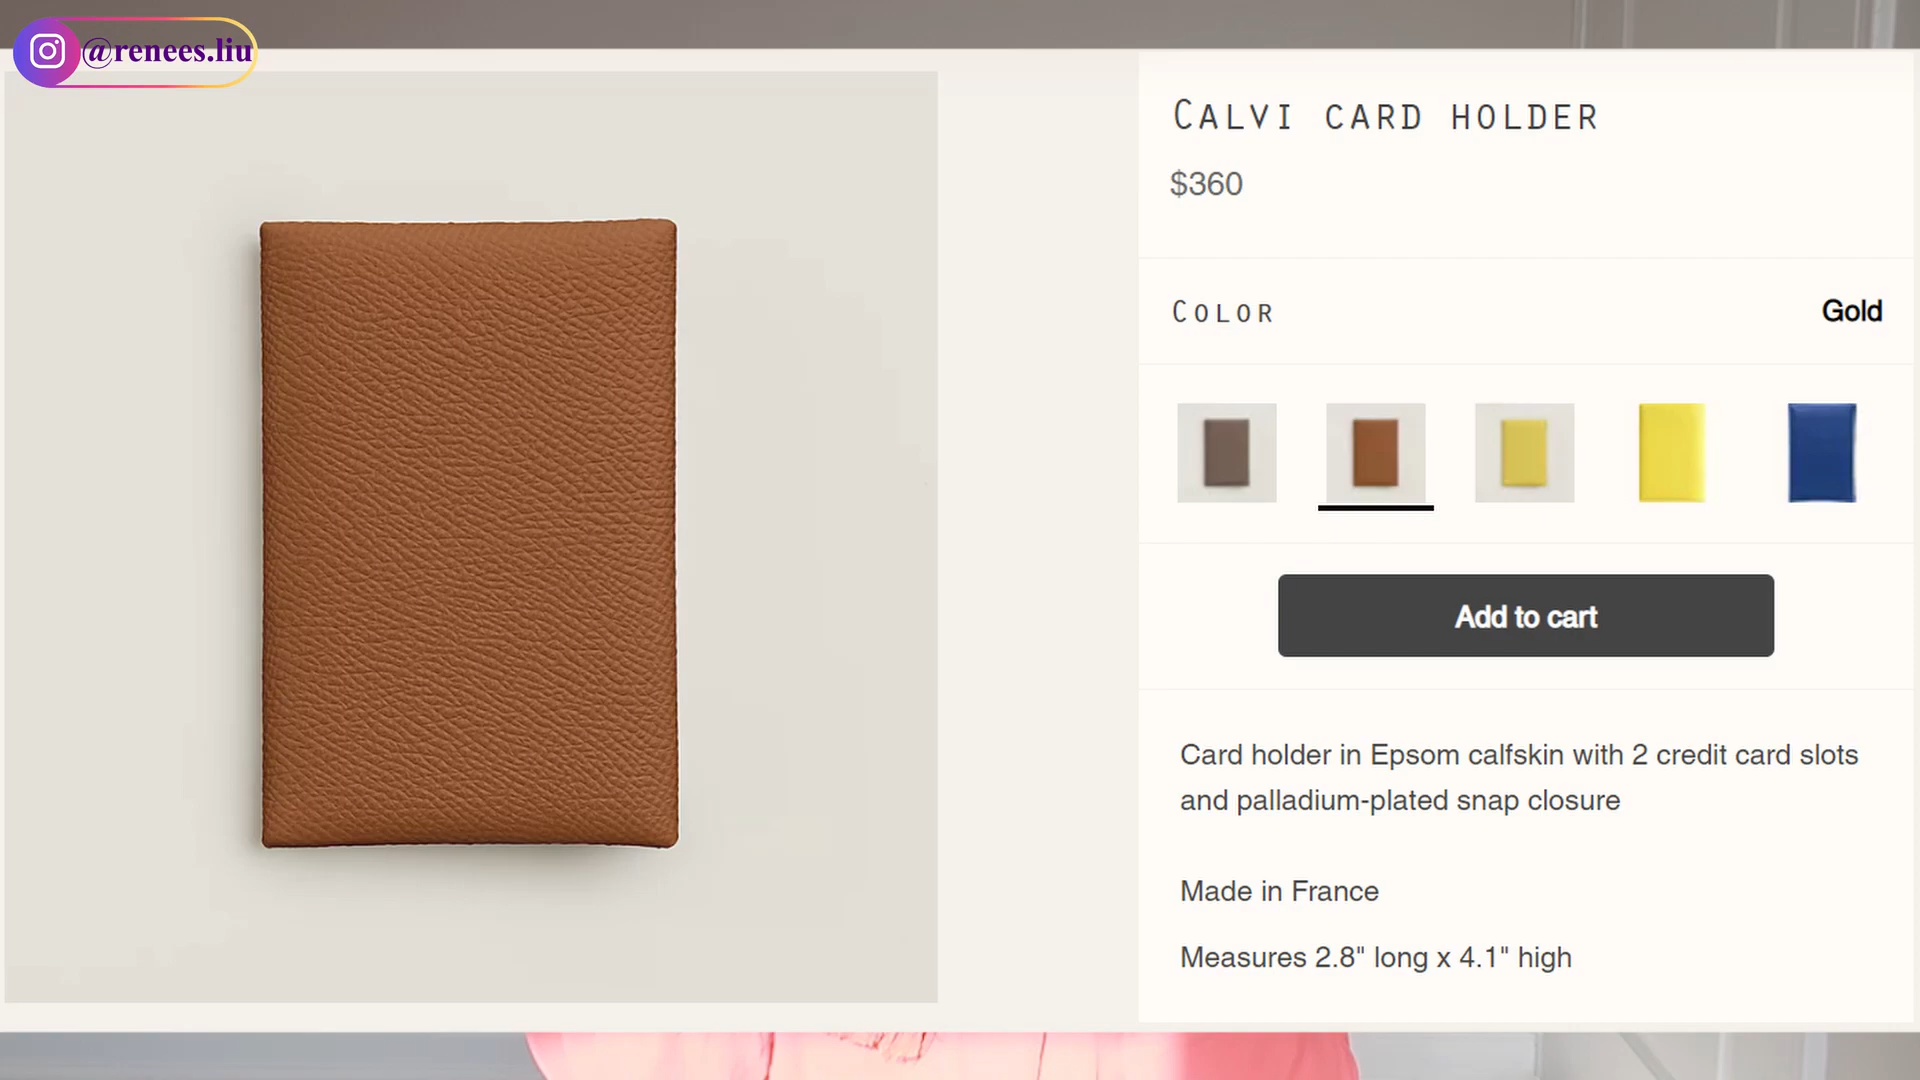 @renees.liu
Calvi card holder
$360
Color
Gold
Add to cart
Card holder in Epsom calfskin with 2 credit card slots
and palladium-plated snap closure
Made in France
Measures 2.8" long x 4.1" high